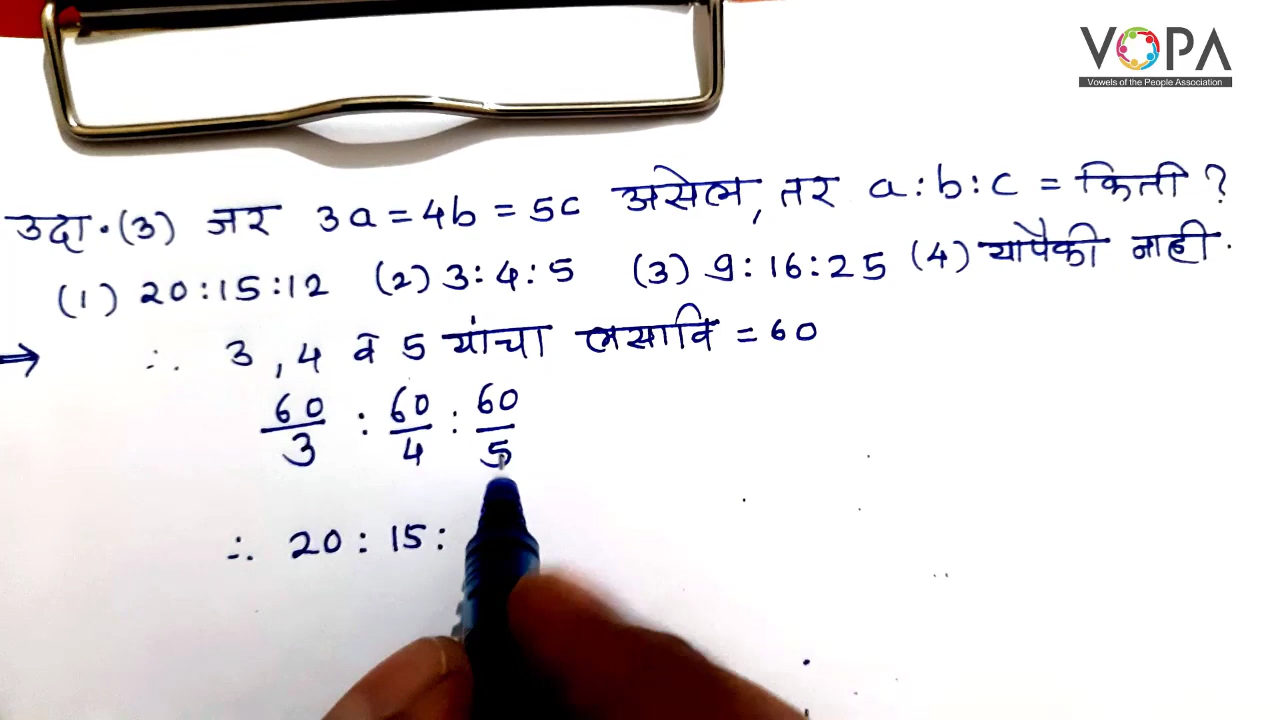 VOPA
Vowels of the People Association
उदा. (3) जर 3a = 4b = 5c असेल, तर a : b : c = किती ?
(1) 20 : 15 : 12 (2) 3 : 4 : 5 (3) 9 : 16 : 25 (4) यापैकी नाही.
⇒ ∴ 3, 4 व 5 यांचा लसावि = 60
60/3 : 60/4 : 60/5
∴ 20 : 15 :